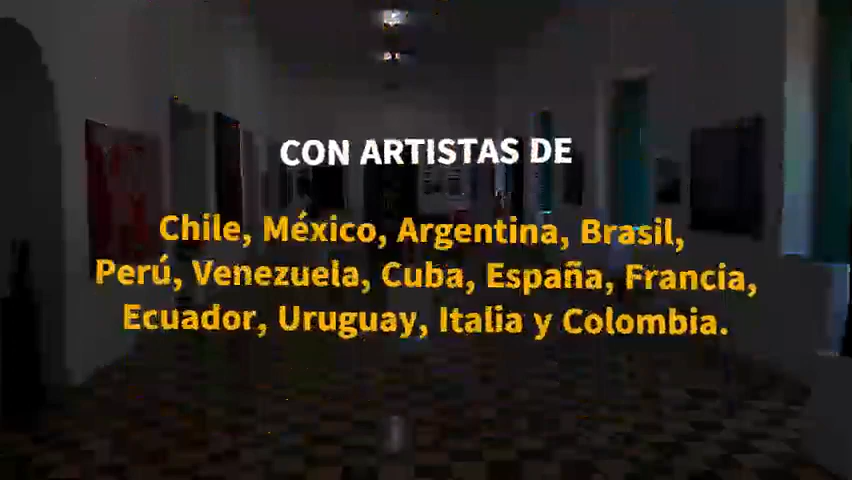 CON ARTISTAS DE
Chile, México, Argentina, Brasil,
Perú, Venezuela, Cuba, España, Francia,
Ecuador, Uruguay, Italia y Colombia.